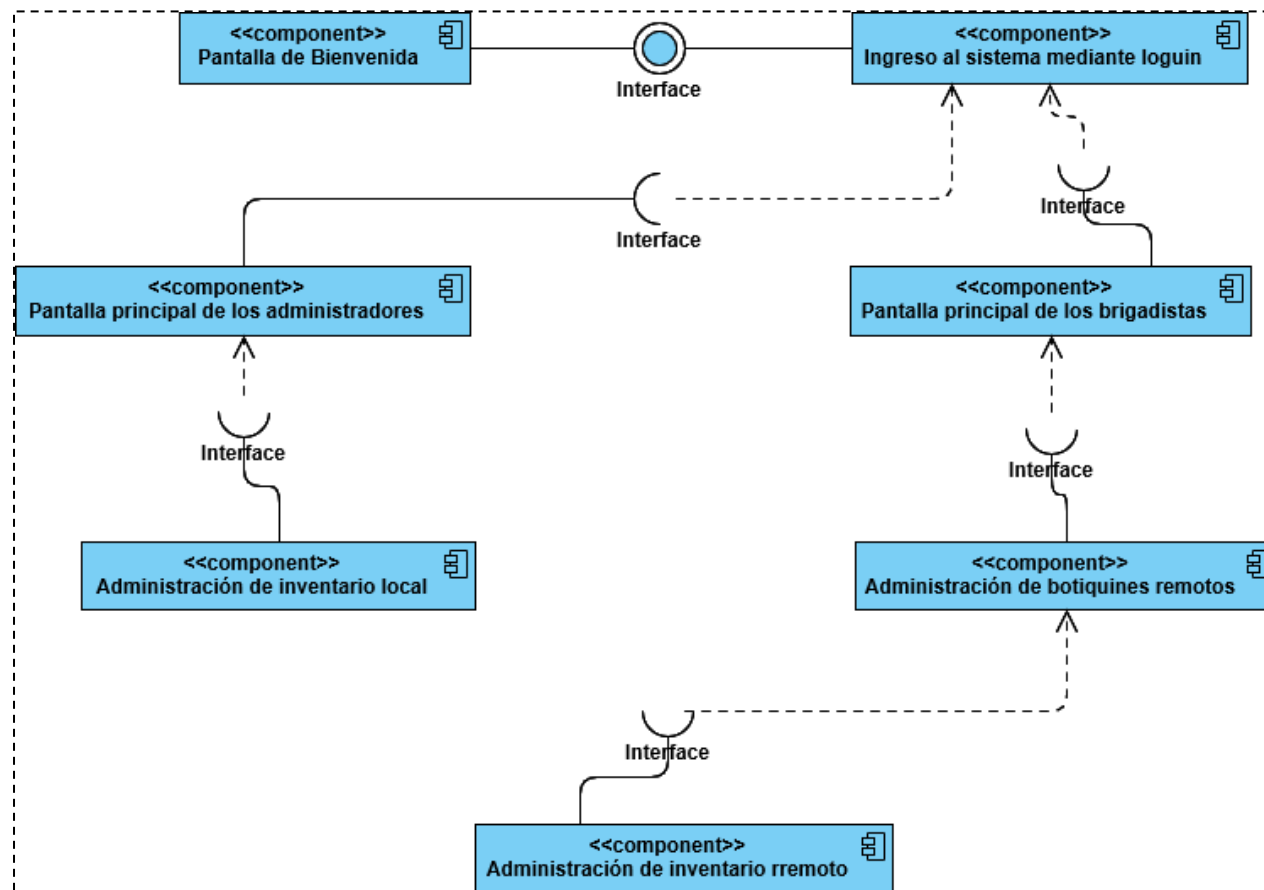 <<component>>
Pantalla de Bienvenida
Interface
<<component>>
Ingreso al sistema mediante loguin
Interface
Interface
<<component>>
Pantalla principal de los administradores
<<component>>
Pantalla principal de los brigadistas
Interface
Interface
<<component>>
Administración de inventario local
<<component>>
Administración de botiquines remotos
Interface
<<component>>
Administración de inventario rremoto